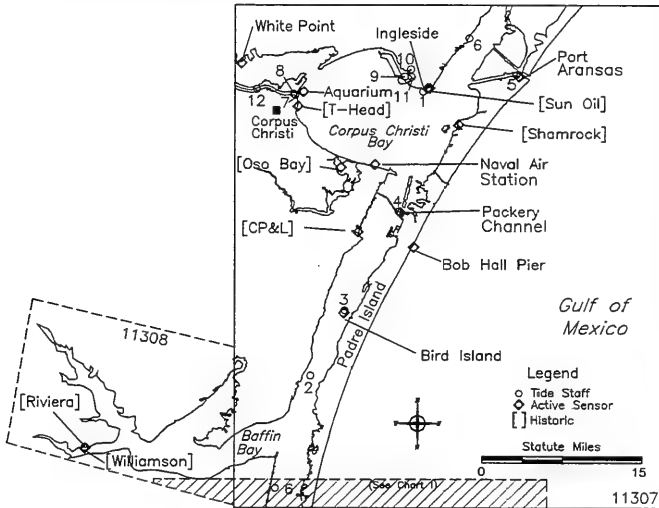 White Point
Ingleside
10
6
Port
Aransas
8
9
5
12
7
Aquarium
11
1
[Sun Oil]
[T-Head]
Corpus
Christi
Corpus Christi
Bay
[Shamrock]
[Oso Bay]
Naval Air
Station
4
Packery
Channel
[CP&L]
Bob Hall Pier
Padre Island
Gulf of
Mexico
3
11308
Bird Island
Legend
Tide Staff
Active Sensor
[ ] Historic
2
[Riviera]
Baffin
Bay
[Williamson]
Statute Miles
0
15
6
(See Chart 1)
11307